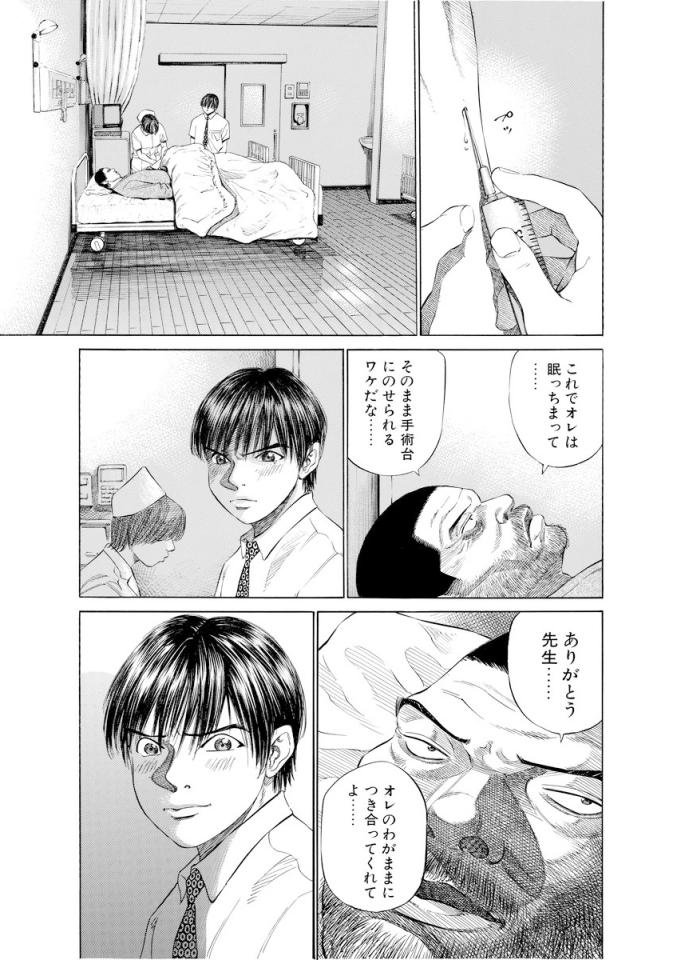 プッ
これでオレは
眠っちまって
……
そのまま手術台
にのせられる
ワケだな……
ありがとう
先生……
オレのわがままに
つき合ってくれて
よ……